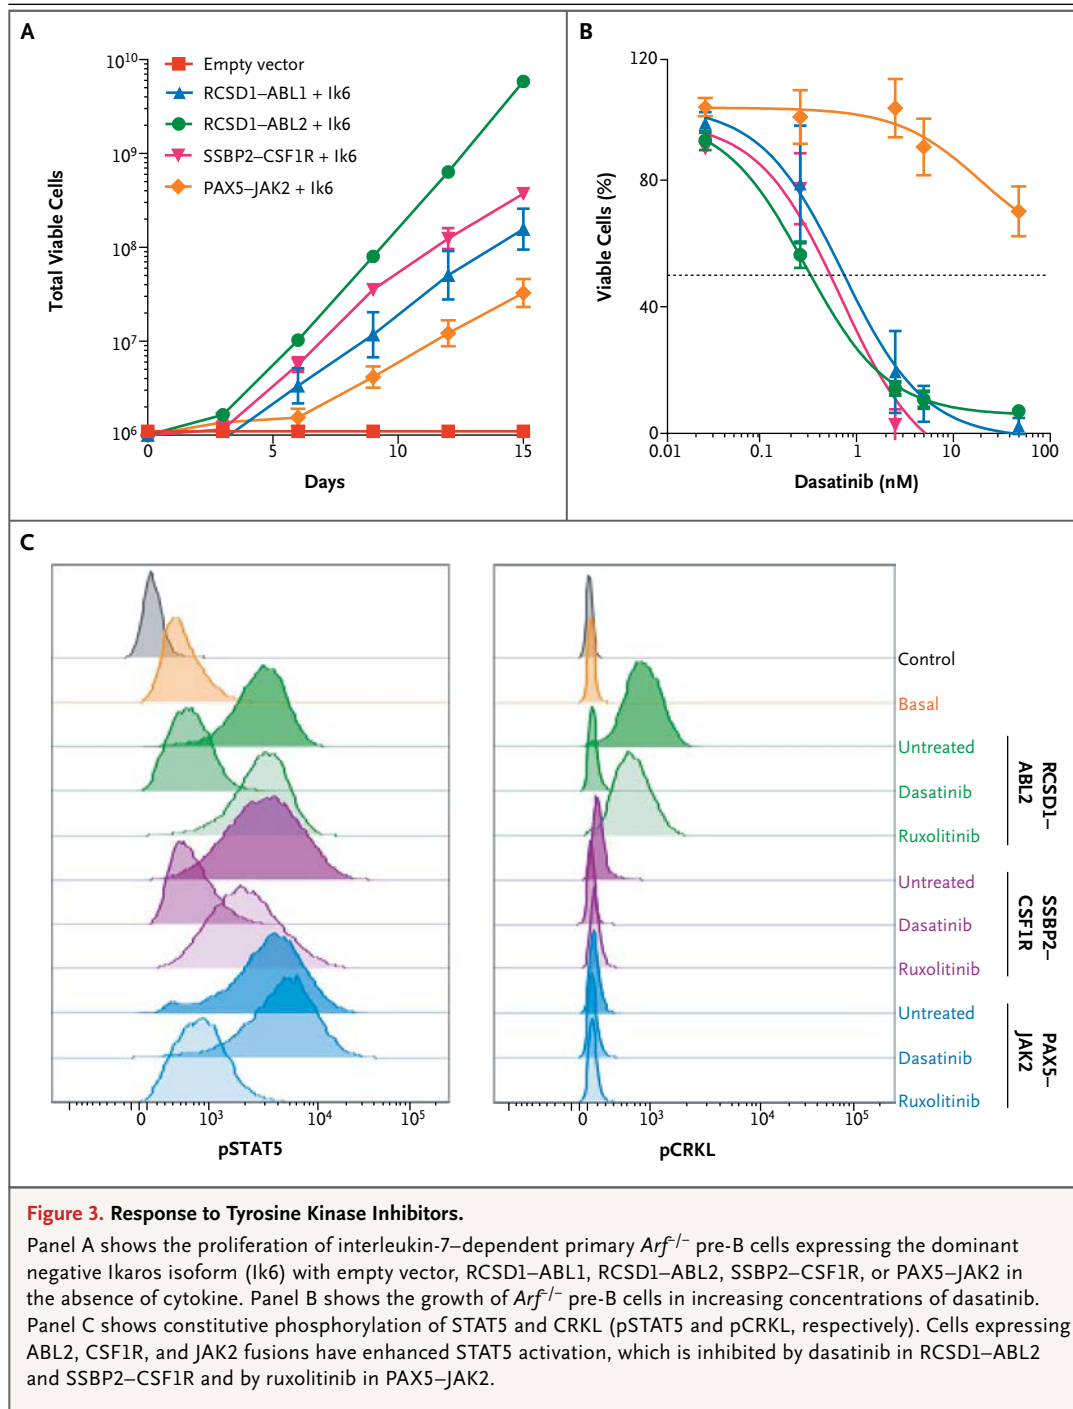 A
10¹⁰
10⁹
10⁸
10⁷
10⁶
Total Viable Cells
Empty vector
RCSD1–ABL1 + Ik6
RCSD1–ABL2 + Ik6
SSBP2–CSF1R + Ik6
PAX5–JAK2 + Ik6
0
5
10
15
Days
B
120
80
40
0
Viable Cells (%)
0.01
0.1
1
10
100
Dasatinib (nM)
C
Control
Basal
Untreated
Dasatinib
Ruxolitinib
RCSD1–
ABL2
Untreated
Dasatinib
Ruxolitinib
SSBP2–
CSF1R
Untreated
Dasatinib
Ruxolitinib
PAX5–
JAK2
0
10³
10⁴
10⁵
pSTAT5
0
10³
10⁴
10⁵
pCRKL
Figure 3. Response to Tyrosine Kinase Inhibitors.
Panel A shows the proliferation of interleukin-7–dependent primary Arf⁻/⁻ pre-B cells expressing the dominant
negative Ikaros isoform (Ik6) with empty vector, RCSD1–ABL1, RCSD1–ABL2, SSBP2–CSF1R, or PAX5–JAK2 in
the absence of cytokine. Panel B shows the growth of Arf⁻/⁻ pre-B cells in increasing concentrations of dasatinib.
Panel C shows constitutive phosphorylation of STAT5 and CRKL (pSTAT5 and pCRKL, respectively). Cells expressing
ABL2, CSF1R, and JAK2 fusions have enhanced STAT5 activation, which is inhibited by dasatinib in RCSD1–ABL2
and SSBP2–CSF1R and by ruxolitinib in PAX5–JAK2.